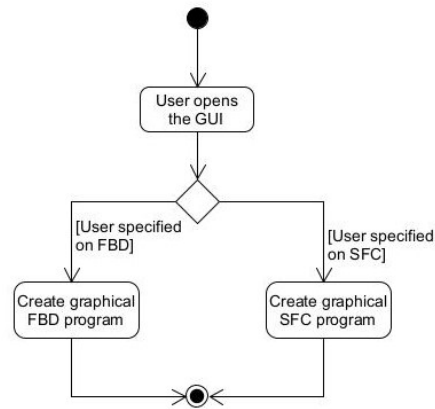 User opens
the GUI
[User specified
on FBD]
[User specified
on SFC]
Create graphical
FBD program
Create graphical
SFC program